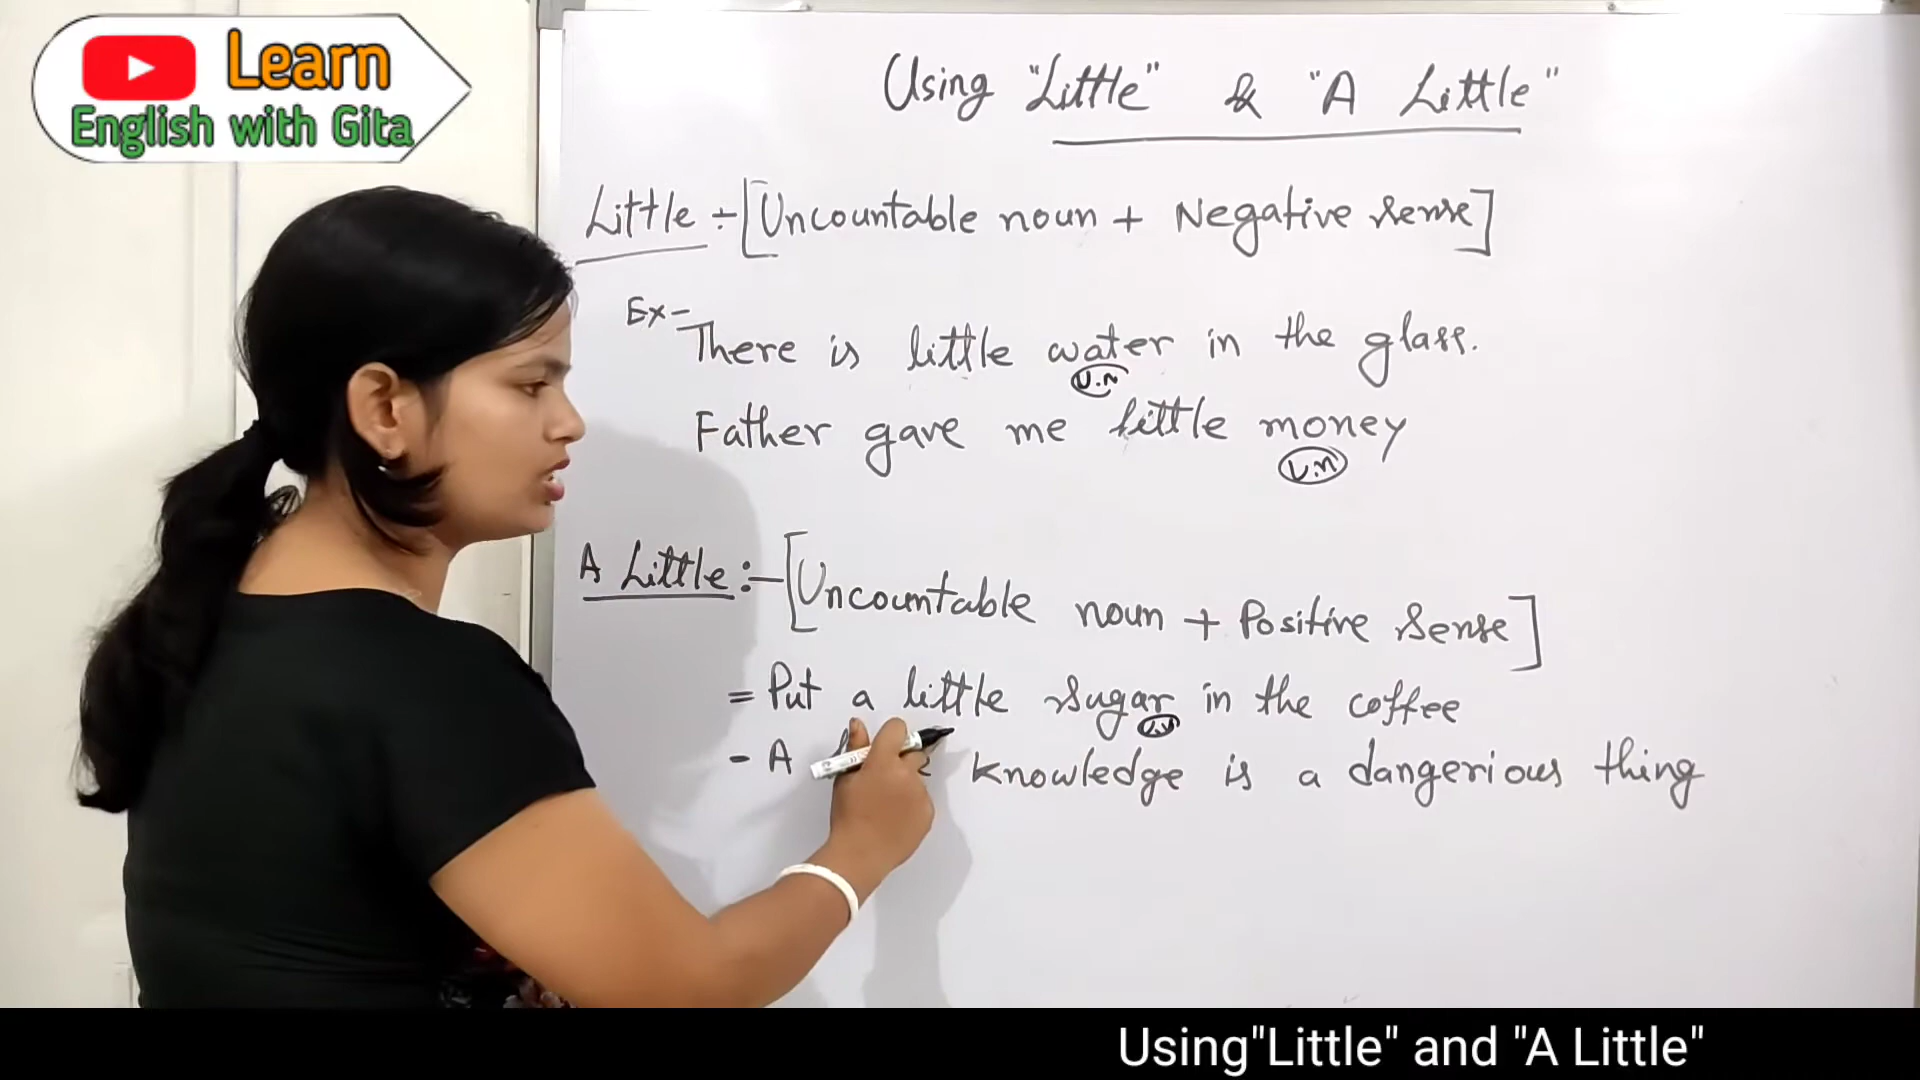 Learn
English with Gita
Using "Little" & "A Little"
Little :- [Uncountable noun + Negative sense]
Ex- There is little water in the glass.
U.N
Father gave me little money
U.N
A Little :- [Uncountable noun + Positive sense]
= Put a little sugar in the coffee
- A knowledge is a dangerious thing
Using"Little" and "A Little"